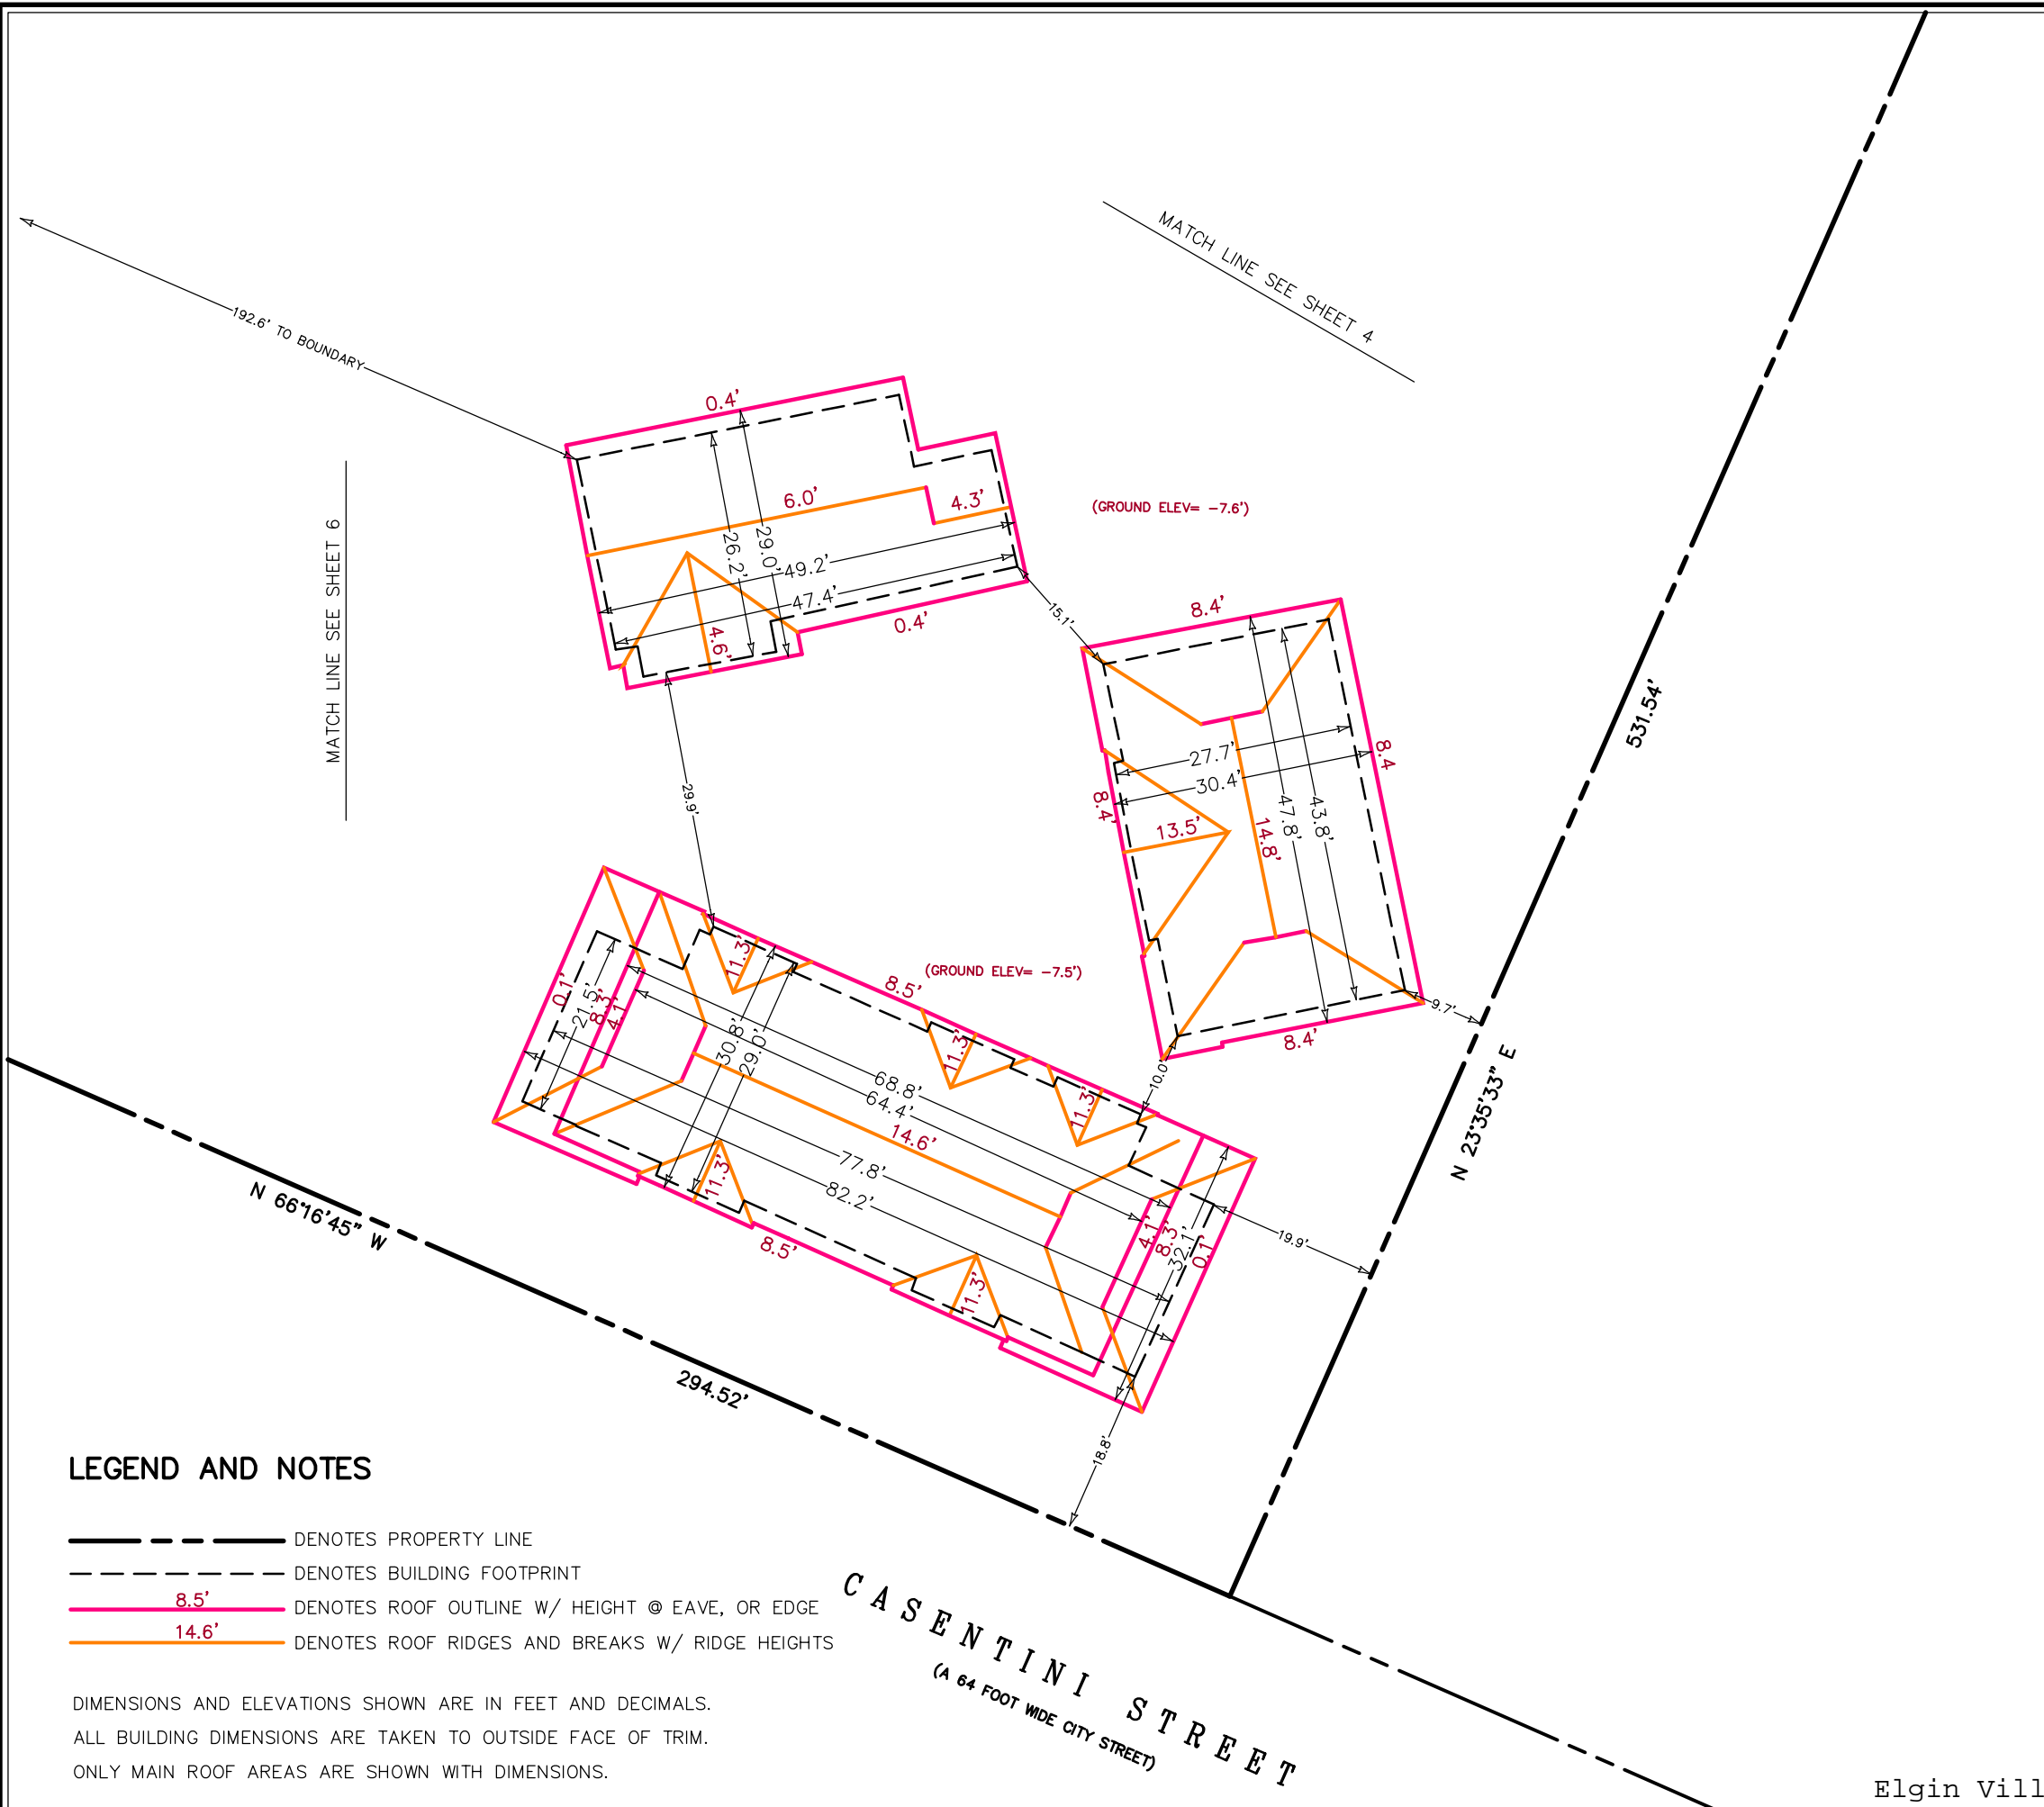 MATCH LINE SEE SHEET 4
192.6' TO BOUNDARY
MATCH LINE SEE SHEET 6
0.4'
6.0'
4.3'
26.2'
29.0'
49.2'
47.4'
4.6'
0.4'
(GROUND ELEV= -7.6')
15.1'
29.9'
8.4'
8.4
27.7'
30.4'
8.4'
13.5'
14.8'
47.8'
43.8'
8.4'
9.7'
10.0'
531.54'
N 23°35'33" E
(GROUND ELEV= -7.5')
8.5'
11.3'
11.3'
11.3'
0.1'
21.5'
8.3'
4.1'
30.8'
29.0'
68.8'
64.4'
14.6'
77.8'
82.2'
11.3'
8.5'
11.3'
4.1'
8.3'
32.1'
0.1'
19.9'
18.8'
N 66°16'45" W
294.52'
LEGEND AND NOTES
DENOTES PROPERTY LINE
DENOTES BUILDING FOOTPRINT
8.5'
DENOTES ROOF OUTLINE W/ HEIGHT @ EAVE, OR EDGE
14.6'
DENOTES ROOF RIDGES AND BREAKS W/ RIDGE HEIGHTS
DIMENSIONS AND ELEVATIONS SHOWN ARE IN FEET AND DECIMALS.
ALL BUILDING DIMENSIONS ARE TAKEN TO OUTSIDE FACE OF TRIM.
ONLY MAIN ROOF AREAS ARE SHOWN WITH DIMENSIONS.
CASENTINI STREET
(A 64 FOOT WIDE CITY STREET)
Elgin Vill